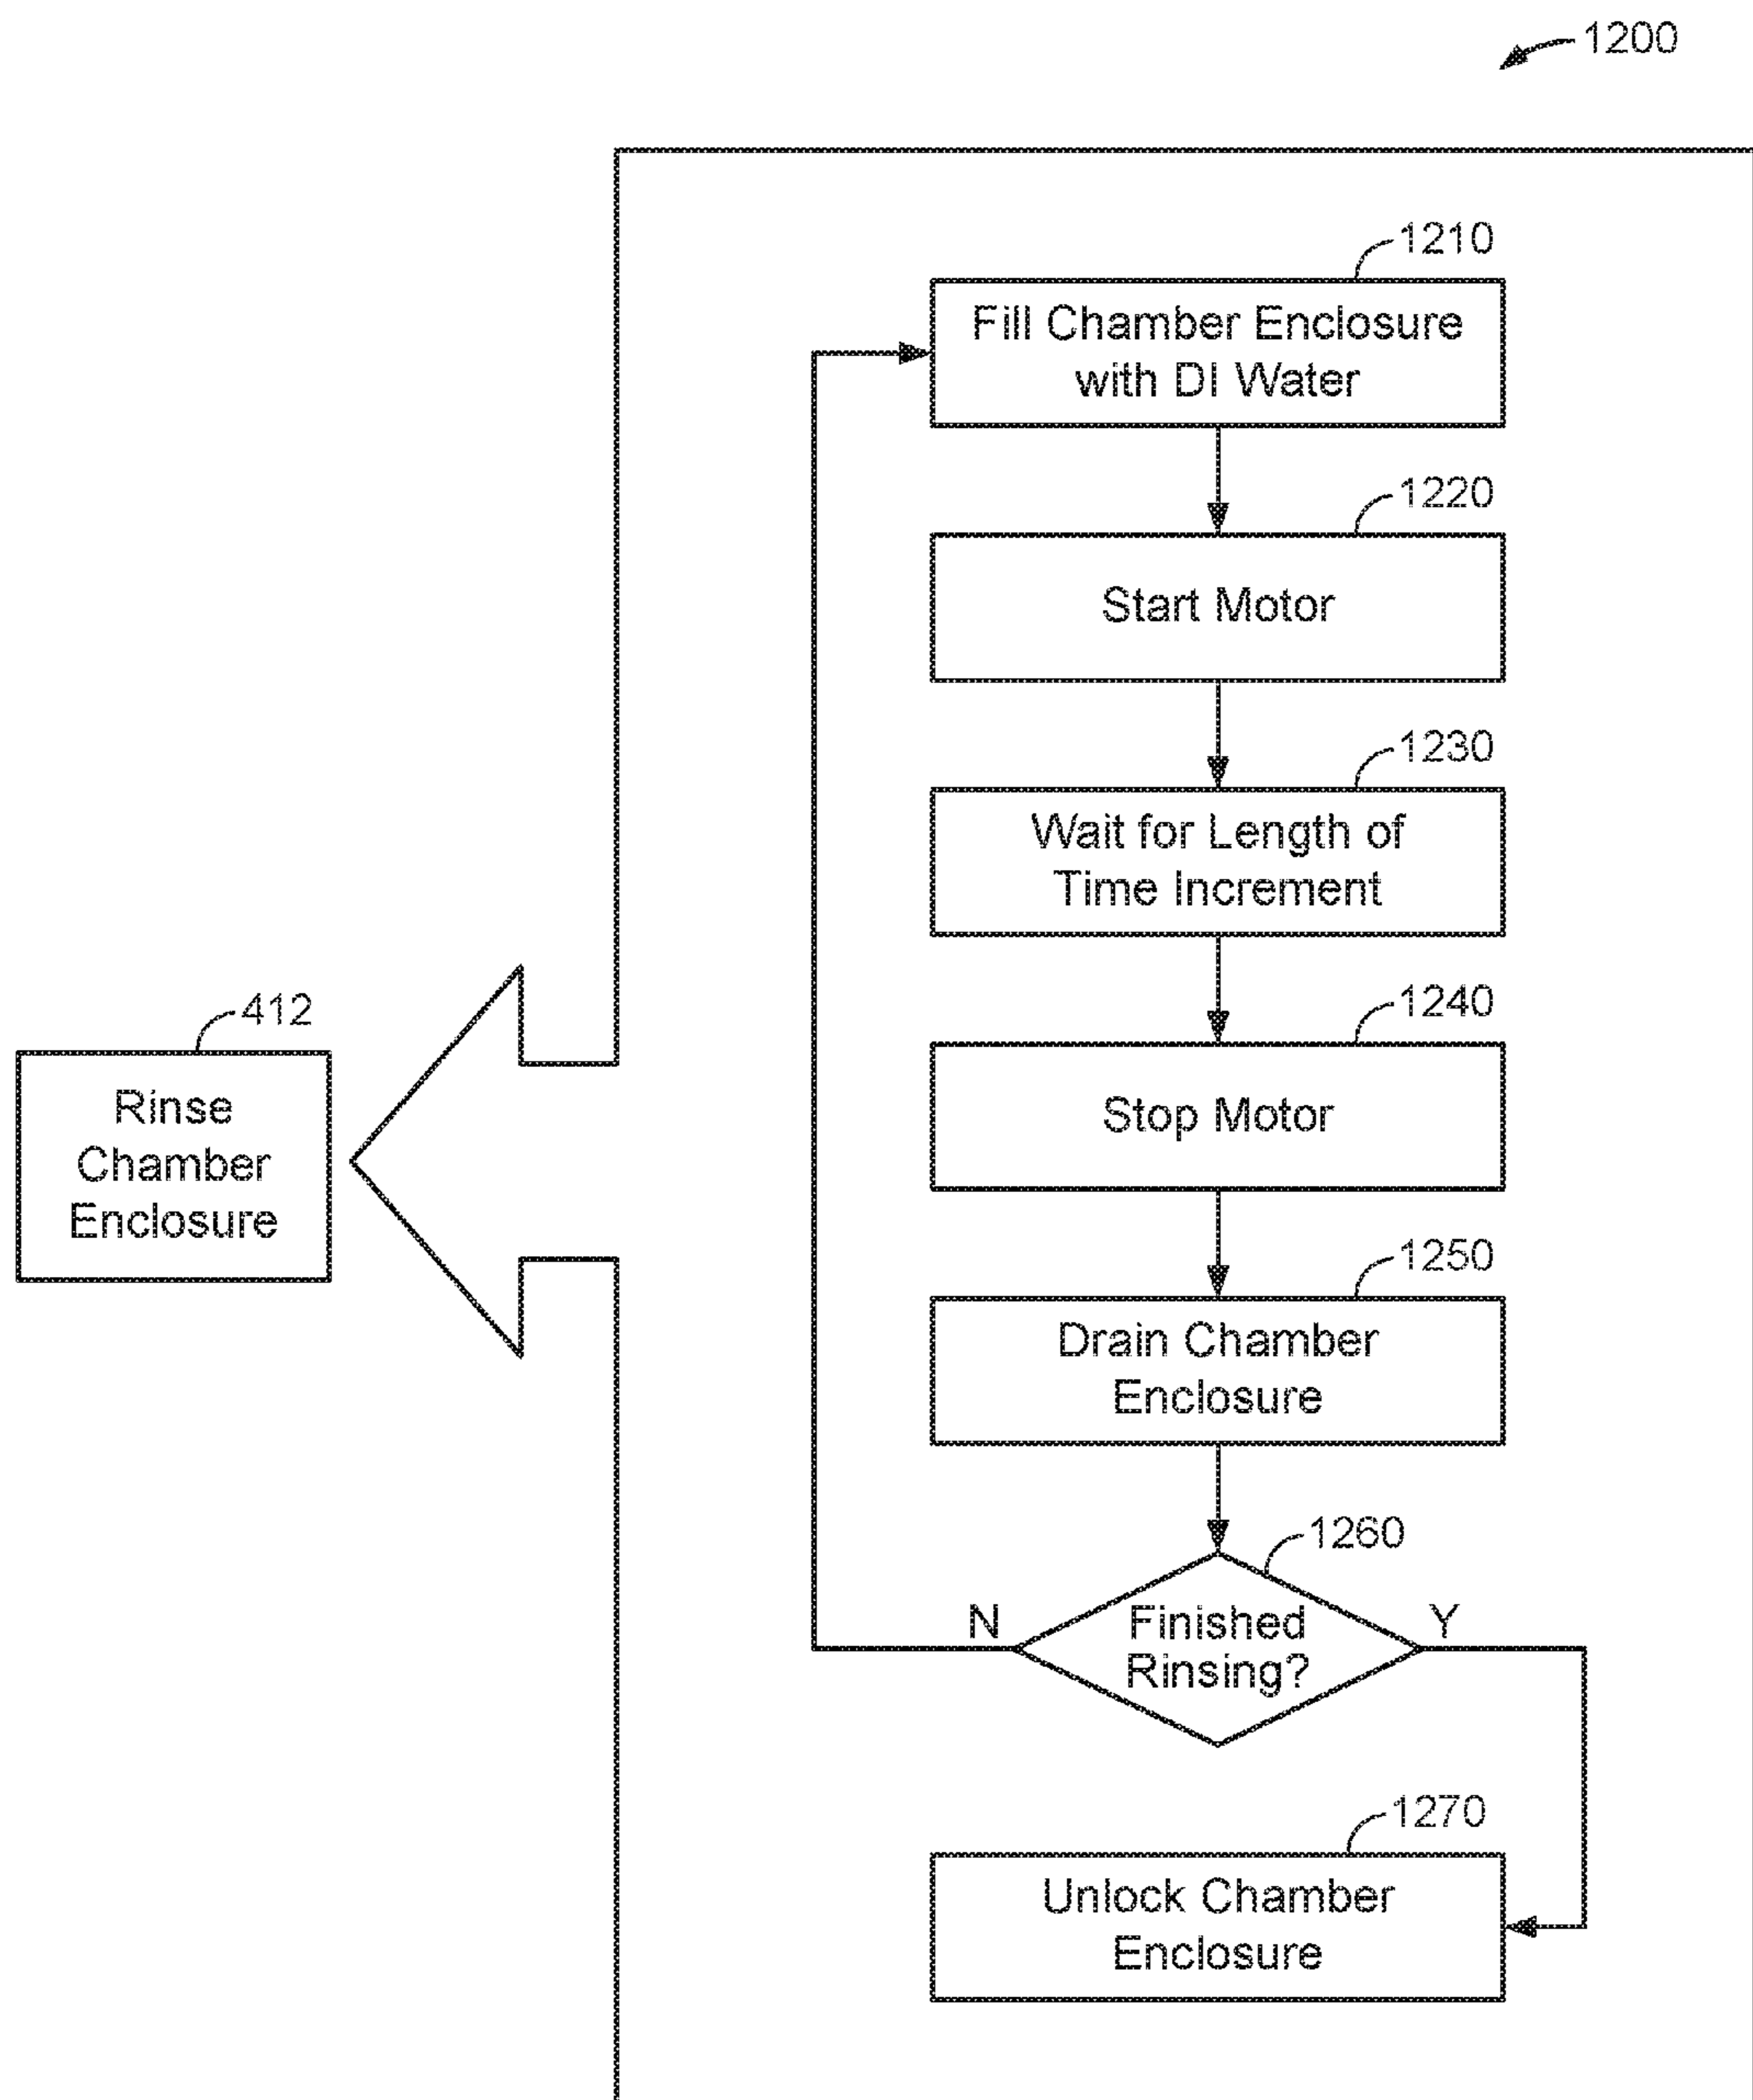 1200
1210
Fill Chamber Enclosure
with DI Water
1220
Start Motor
1230
Wait for Length of
Time Increment
1240
Stop Motor
412
Rinse
Chamber
Enclosure
1250
Drain Chamber
Enclosure
1260
N
Finished
Rinsing?
Y
1270
Unlock Chamber
Enclosure